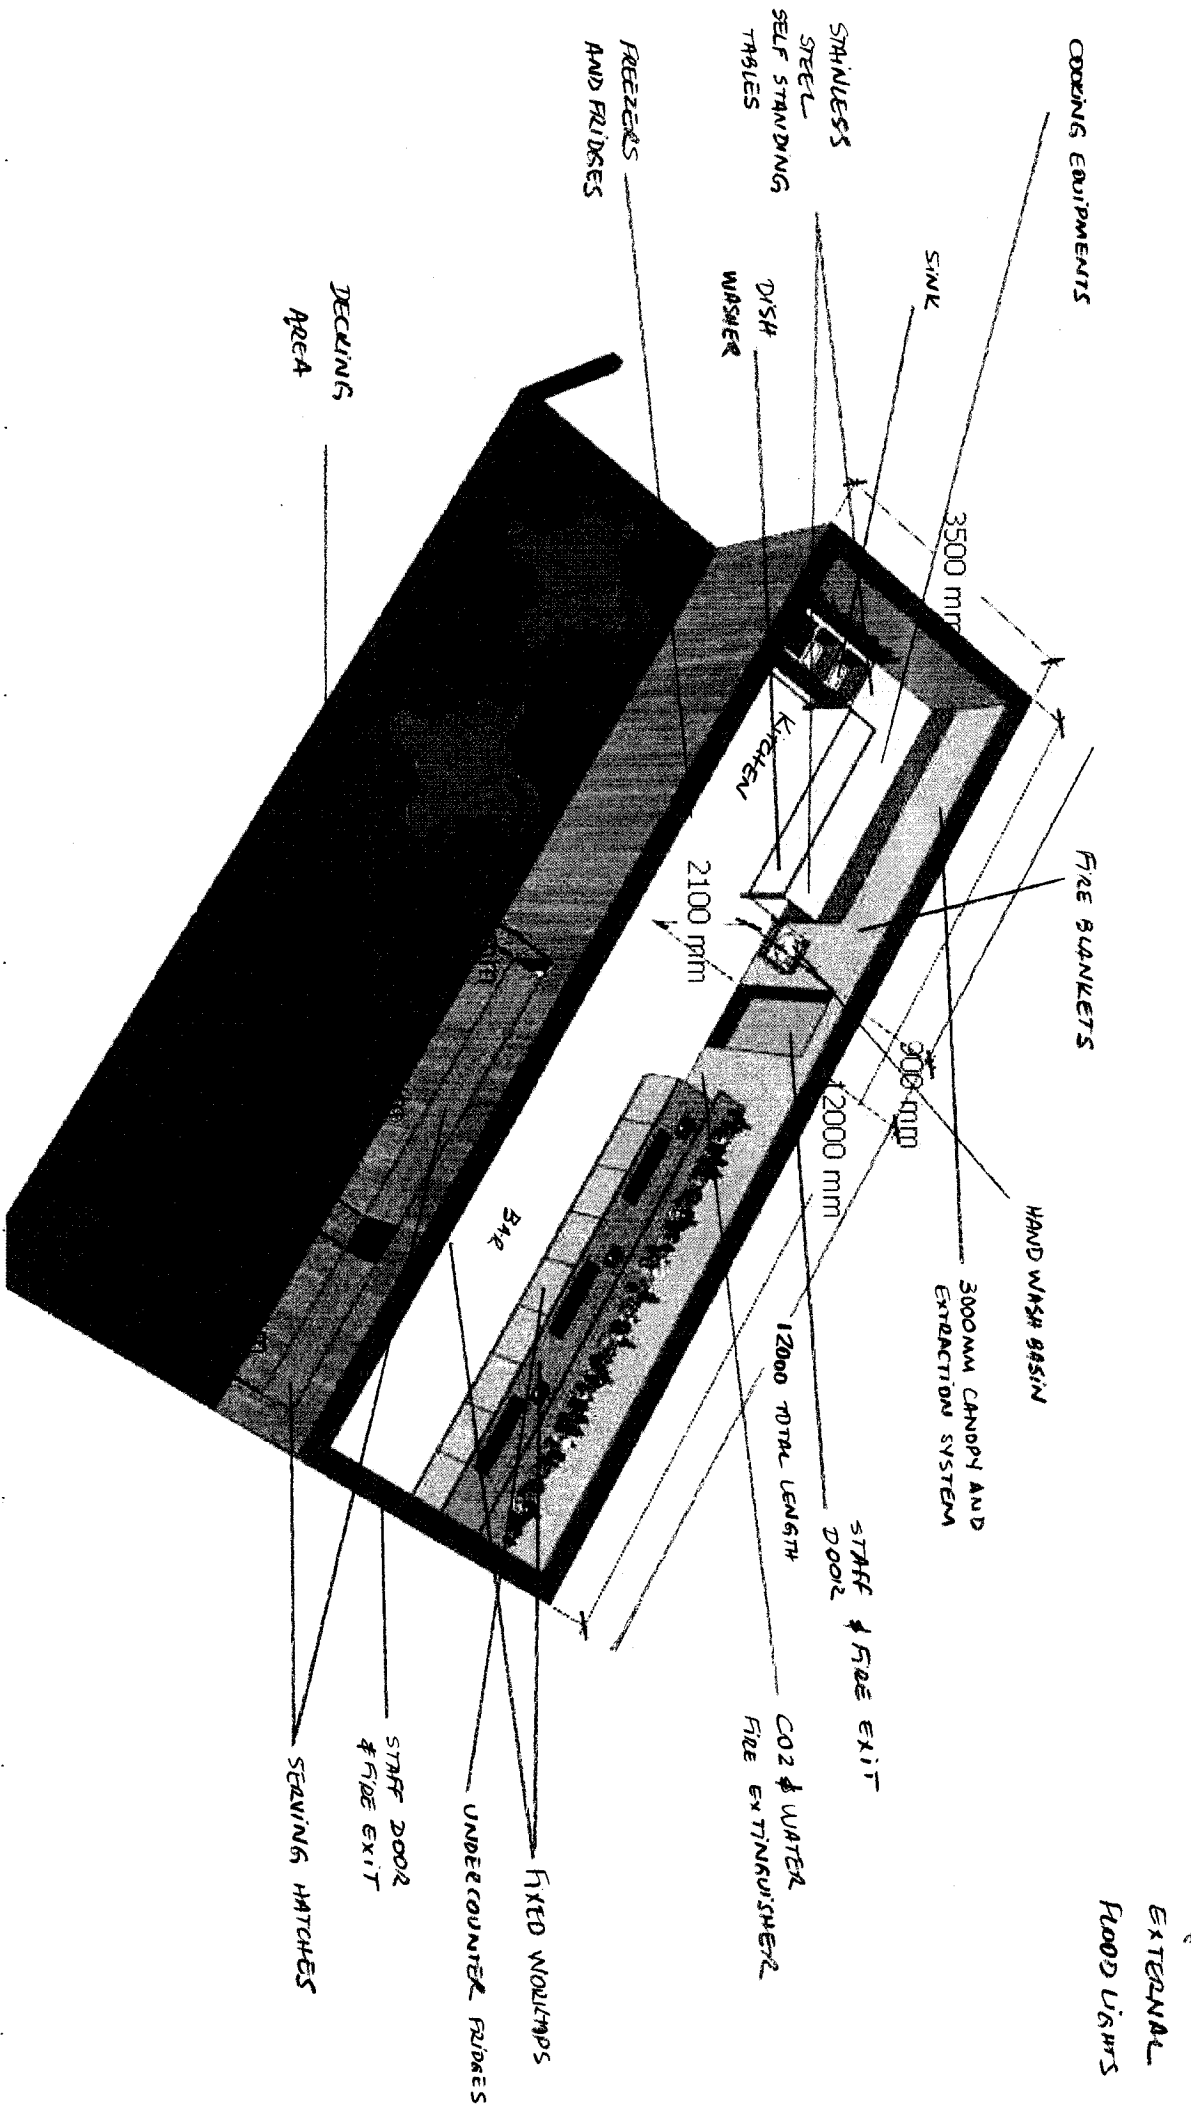 COOKING EQUIPMENTS
STAINLESS
STEEL
SELF STANDING
TABLES
SINK
DISH
WASHER
FREEZERS
AND FRIDGES
DECKING
AREA
3500 mm
KITCHEN
2100 mm
FIRE BLANKETS
900 mm
12000 mm
HAND WASH BASIN
3000MM CANOPY AND
EXTRACTION SYSTEM
BAR
12000 TOTAL LENGTH
STAFF & FIRE EXIT
DOOR
CO2 & WATER
FIRE EXTINGUISHER
FIXED WORKTOPS
UNDERCOUNTER FRIDGES
STAFF DOOR
& FIRE EXIT
SERVING HATCHES
EXTERNAL
FLOOD LIGHTS